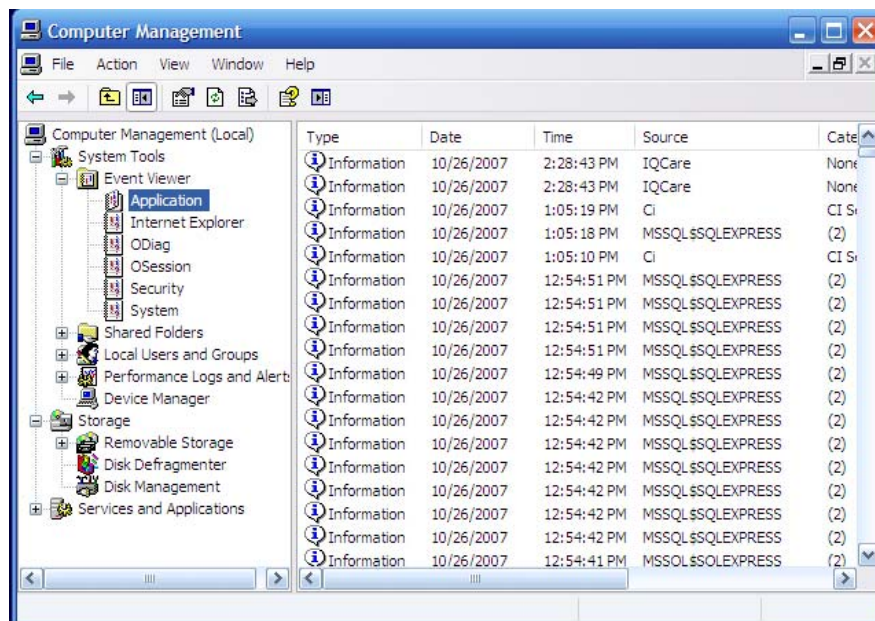 Computer Management
File Action View Window Help
Computer Management (Local)
System Tools
Event Viewer
Application
Internet Explorer
ODiag
OSession
Security
System
Shared Folders
Local Users and Groups
Performance Logs and Alert
Device Manager
Storage
Removable Storage
Disk Defragmenter
Disk Management
Services and Applications
Type Date Time Source Cate
Information 10/26/2007 2:28:43 PM IQCare None
Information 10/26/2007 2:28:43 PM IQCare None
Information 10/26/2007 1:05:19 PM Ci CI Se
Information 10/26/2007 1:05:18 PM MSSQL$SQLEXPRESS (2)
Information 10/26/2007 1:05:10 PM Ci CI Se
Information 10/26/2007 12:54:51 PM MSSQL$SQLEXPRESS (2)
Information 10/26/2007 12:54:51 PM MSSQL$SQLEXPRESS (2)
Information 10/26/2007 12:54:51 PM MSSQL$SQLEXPRESS (2)
Information 10/26/2007 12:54:51 PM MSSQL$SQLEXPRESS (2)
Information 10/26/2007 12:54:49 PM MSSQL$SQLEXPRESS (2)
Information 10/26/2007 12:54:42 PM MSSQL$SQLEXPRESS (2)
Information 10/26/2007 12:54:42 PM MSSQL$SQLEXPRESS (2)
Information 10/26/2007 12:54:42 PM MSSQL$SQLEXPRESS (2)
Information 10/26/2007 12:54:42 PM MSSQL$SQLEXPRESS (2)
Information 10/26/2007 12:54:42 PM MSSQL$SQLEXPRESS (2)
Information 10/26/2007 12:54:42 PM MSSQL$SQLEXPRESS (2)
Information 10/26/2007 12:54:42 PM MSSQL$SQLEXPRESS (2)
Information 10/26/2007 12:54:41 PM MSSQL$SQLEXPRESS (2)